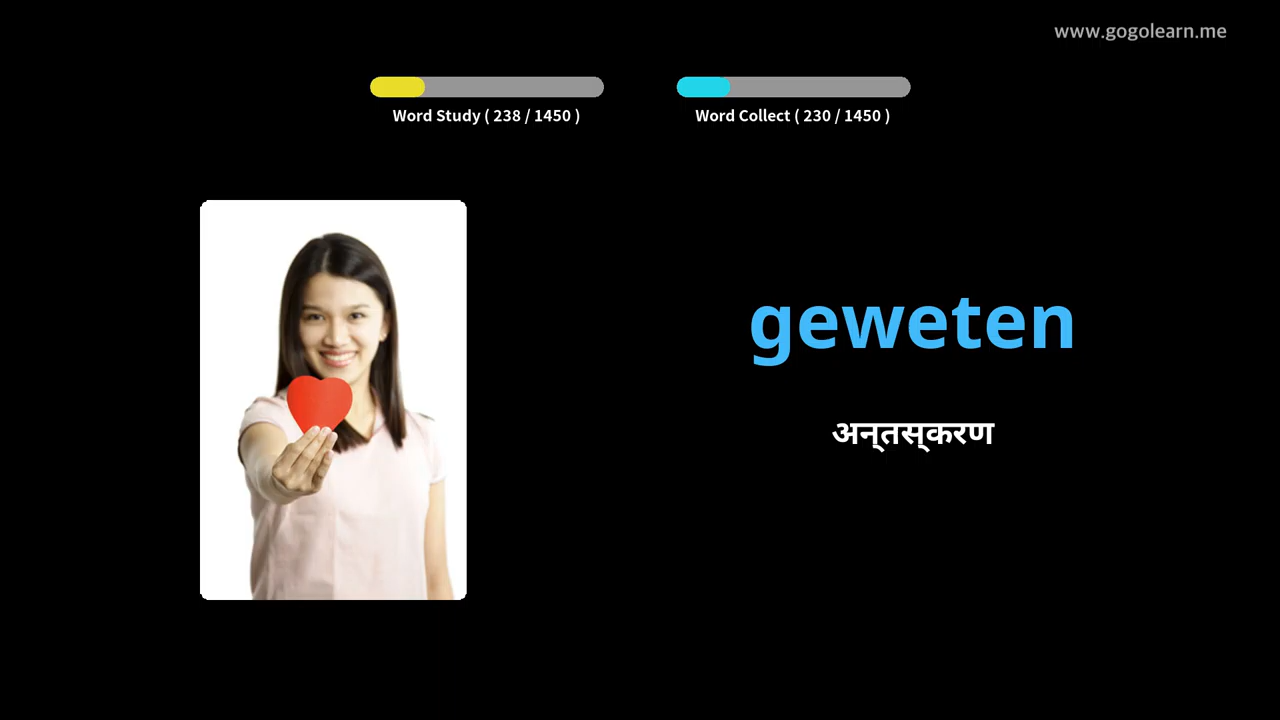 www.gogolearn.me
Word Study ( 238 / 1450 )
Word Collect ( 230 / 1450 )
geweten
अन्‌तस्‌करण